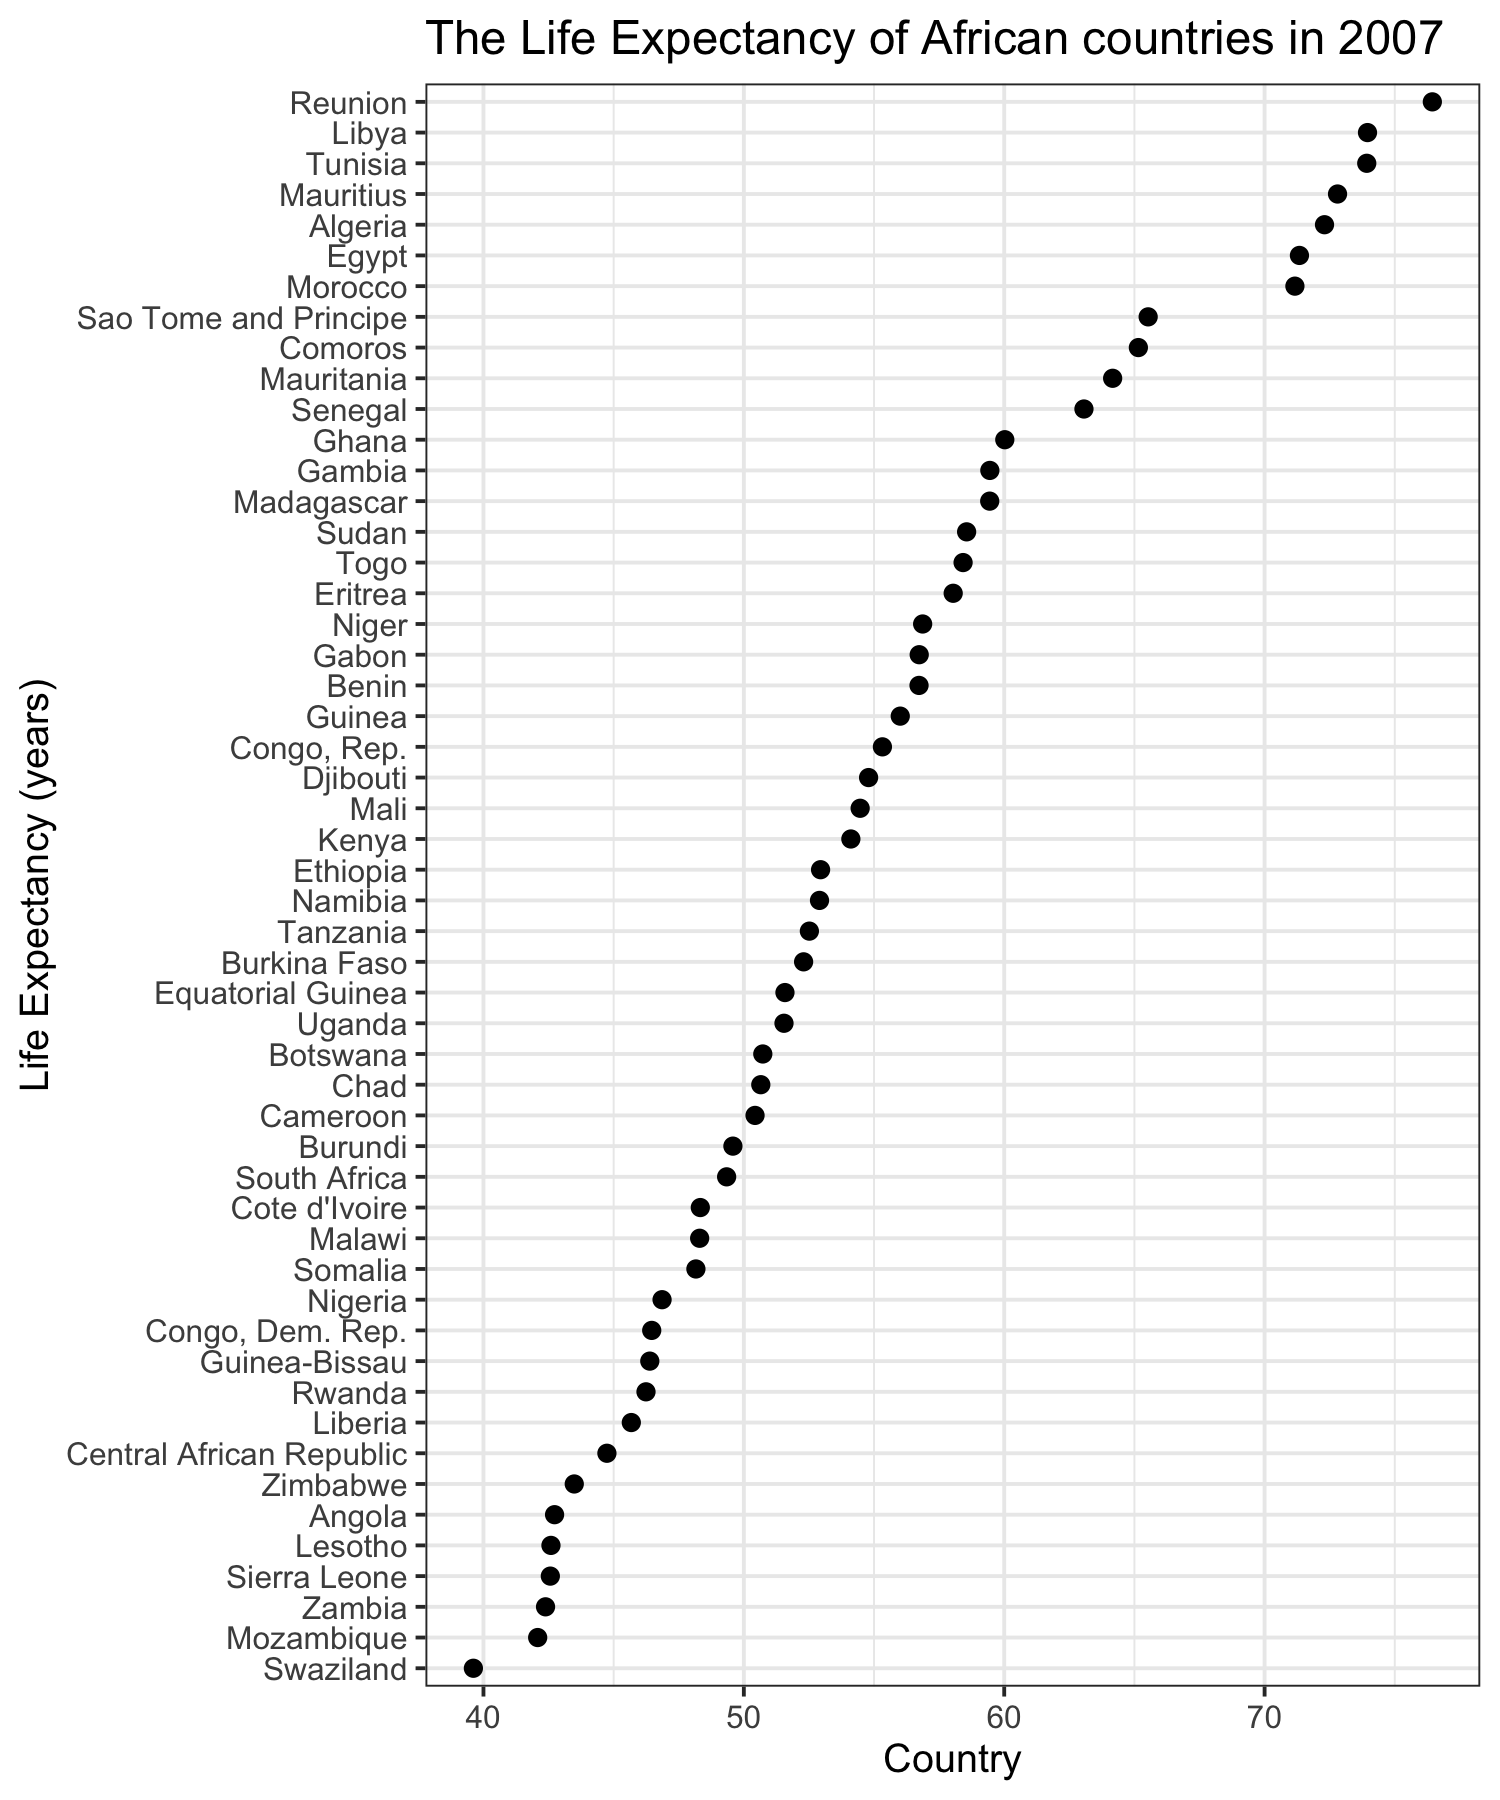 The Life Expectancy of African countries in 2007
Reunion
Libya
Tunisia
Mauritius
Algeria
Egypt
Morocco
Sao Tome and Principe
Comoros
Mauritania
Senegal
Ghana
Gambia
Madagascar
Sudan
Togo
Eritrea
Niger
Gabon
Benin
Guinea
Congo, Rep.
Djibouti
Mali
Kenya
Ethiopia
Namibia
Tanzania
Burkina Faso
Equatorial Guinea
Uganda
Botswana
Chad
Cameroon
Burundi
South Africa
Cote d'Ivoire
Malawi
Somalia
Nigeria
Congo, Dem. Rep.
Guinea-Bissau
Rwanda
Liberia
Central African Republic
Zimbabwe
Angola
Lesotho
Sierra Leone
Zambia
Mozambique
Swaziland
Life Expectancy (years)
40 50 60 70
Country